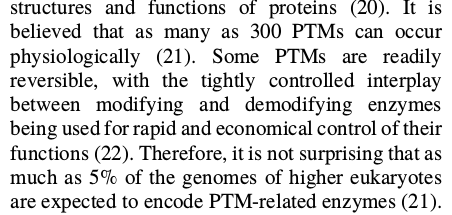 structures and functions of proteins (20). It is
believed that as many as 300 PTMs can occur
physiologically (21). Some PTMs are readily
reversible, with the tightly controlled interplay
between modifying and demodifying enzymes
being used for rapid and economical control of their
functions (22). Therefore, it is not surprising that as
much as 5% of the genomes of higher eukaryotes
are expected to encode PTM-related enzymes (21).